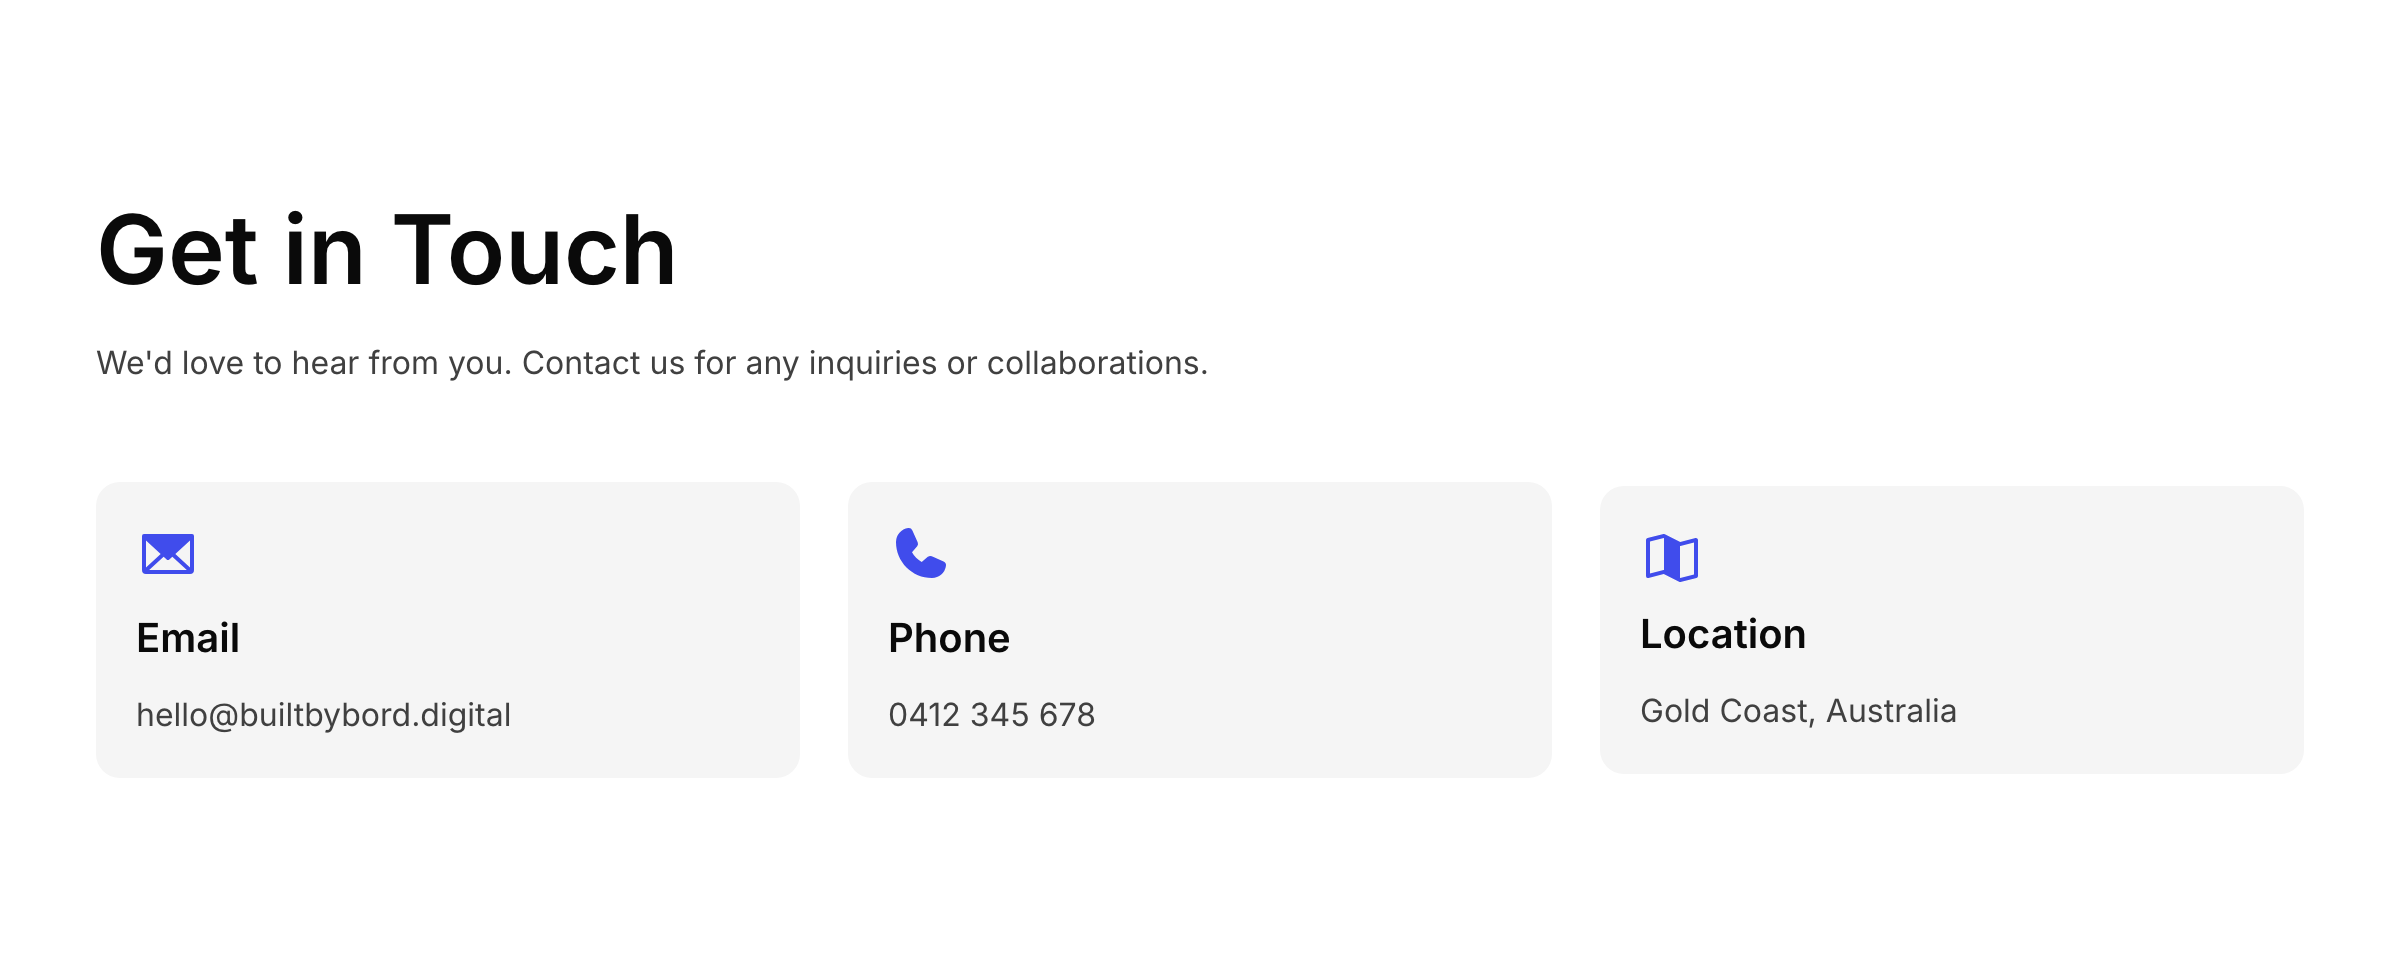 Get in Touch
We'd love to hear from you. Contact us for any inquiries or collaborations.
Email
hello@builtbybord.digital
Phone
0412 345 678
Location
Gold Coast, Australia